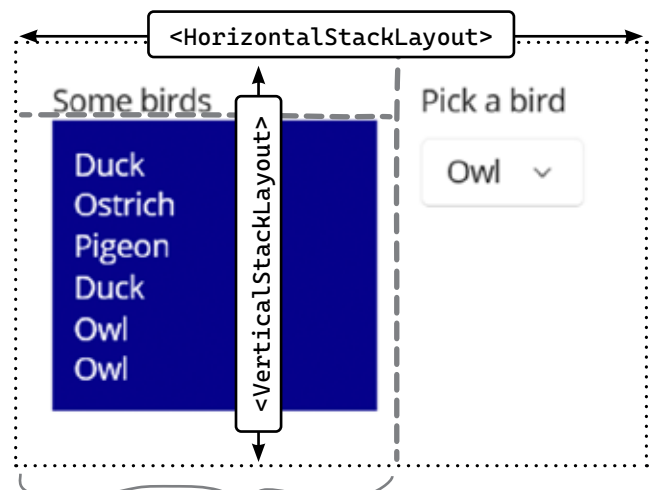 <HorizontalStackLayout>
Some birds
Duck
Ostrich
Pigeon
Duck
Owl
Owl
<VerticalStackLayout>
Pick a bird
Owl